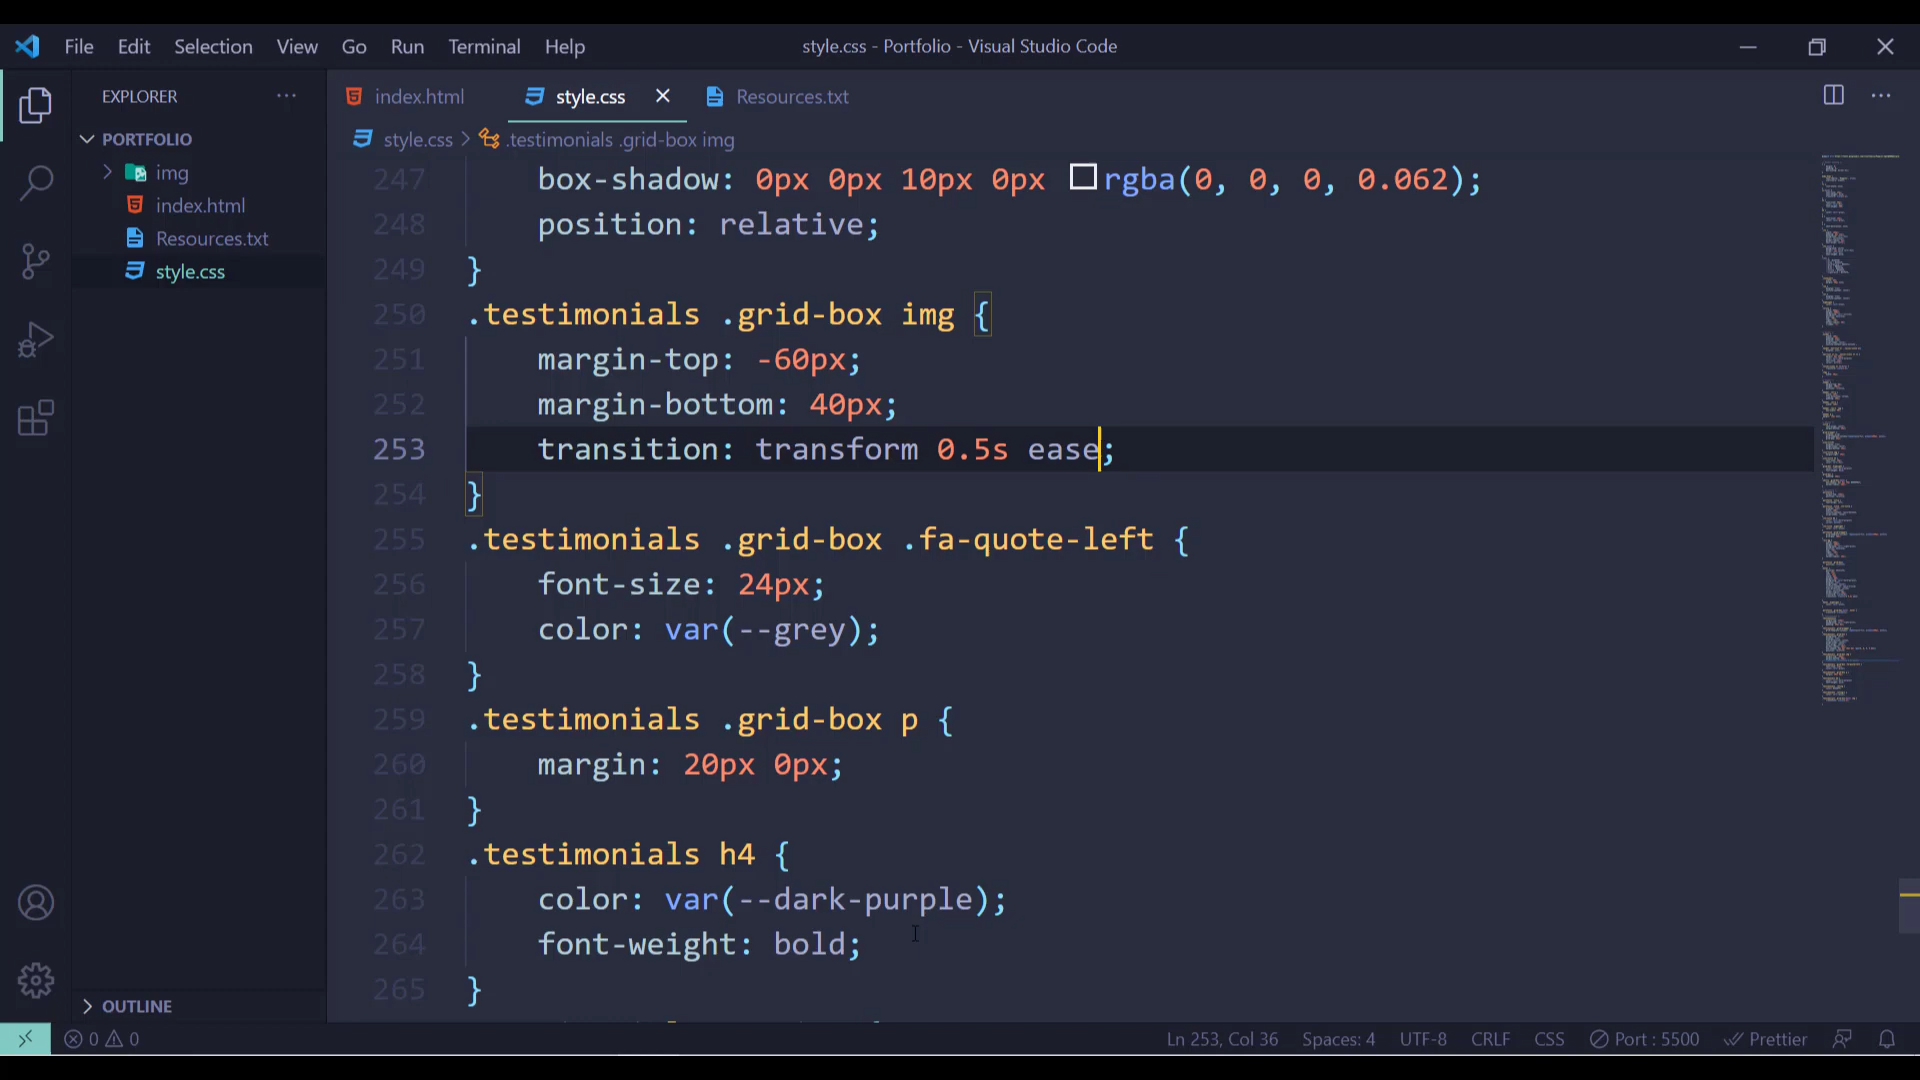 File Edit Selection View Go Run Terminal Help
style.css - Portfolio - Visual Studio Code
EXPLORER
PORTFOLIO
img
index.html
Resources.txt
style.css
OUTLINE
index.html style.css Resources.txt
style.css > .testimonials .grid-box img
247 box-shadow: 0px 0px 10px 0px rgba(0, 0, 0, 0.062);
248 position: relative;
249 }
250 .testimonials .grid-box img {
251 margin-top: -60px;
252 margin-bottom: 40px;
253 transition: transform 0.5s ease;
254 }
255 .testimonials .grid-box .fa-quote-left {
256 font-size: 24px;
257 color: var(--grey);
258 }
259 .testimonials .grid-box p {
260 margin: 20px 0px;
261 }
262 .testimonials h4 {
263 color: var(--dark-purple);
264 font-weight: bold;
265 }
0 0 Ln 253, Col 36 Spaces: 4 UTF-8 CRLF CSS Port : 5500 Prettier